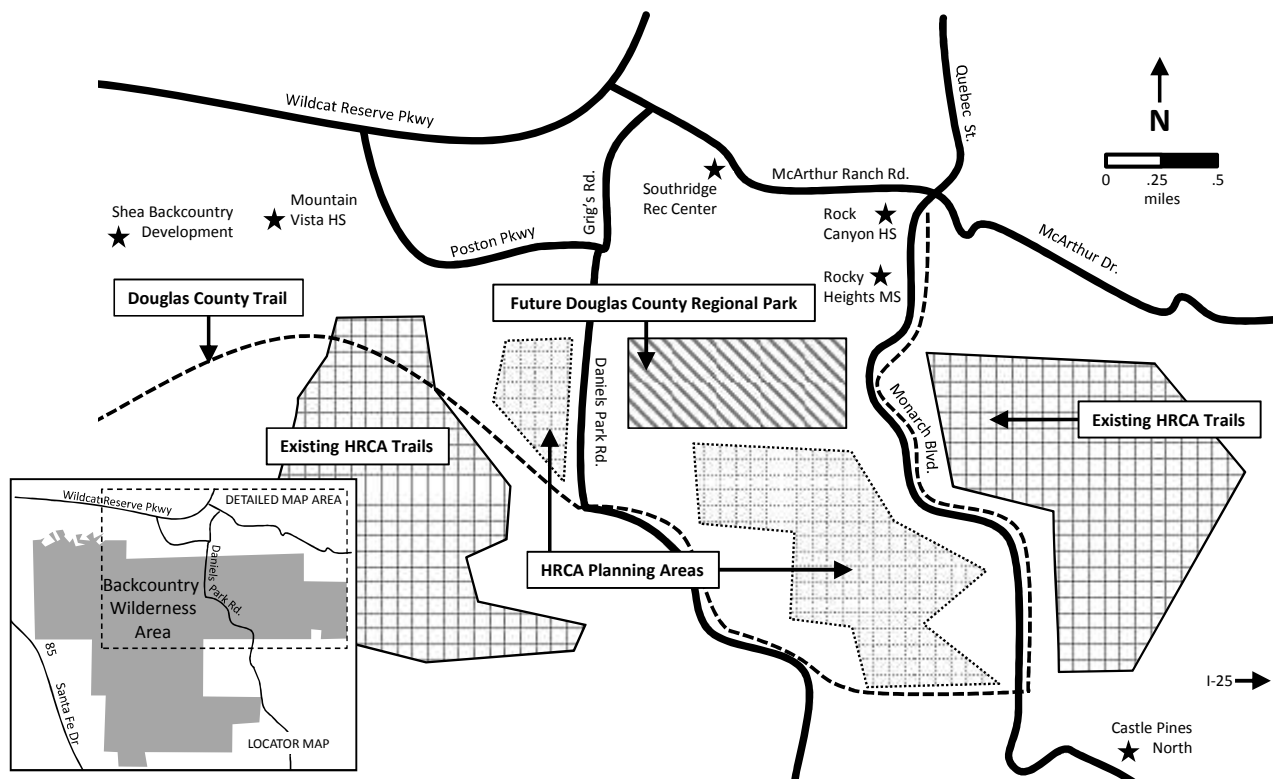 Wildcat Reserve Pkwy
Quebec St.
N
0 .25 .5
miles
McArthur Ranch Rd.
Southridge
Rec Center
Grig's Rd.
Mountain
Vista HS
Shea Backcountry
Development
Poston Pkwy
Rock
Canyon HS
McArthur Dr.
Rocky
Heights MS
Douglas County Trail
Future Douglas County Regional Park
Daniels Park Rd.
Monarch Blvd.
Existing HRCA Trails
Existing HRCA Trails
HRCA Planning Areas
Wildcat Reserve Pkwy
DETAILED MAP AREA
Daniels
Park Rd.
Backcountry
Wilderness
Area
85
Santa Fe Dr
LOCATOR MAP
I-25
Castle Pines
North